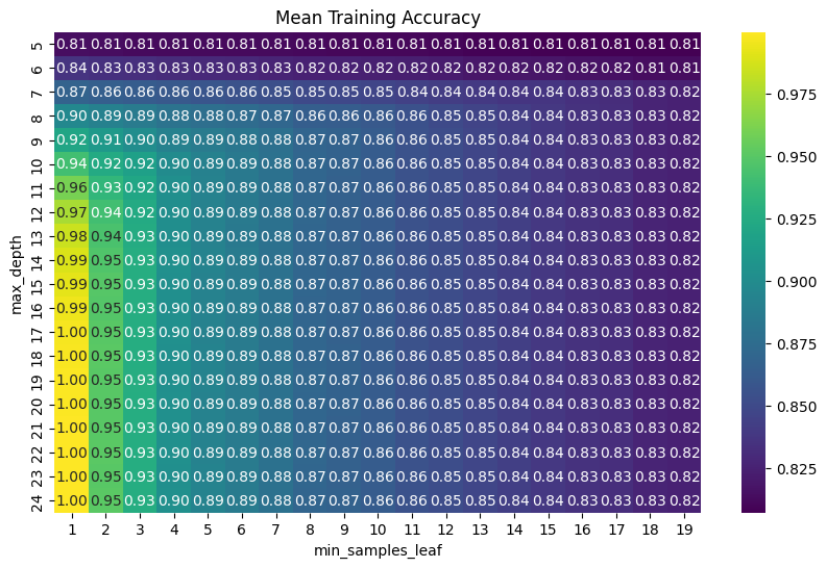 Mean Training Accuracy
5 0.81 0.81 0.81 0.81 0.81 0.81 0.81 0.81 0.81 0.81 0.81 0.81 0.81 0.81 0.81 0.81 0.81 0.81 0.81
6 0.84 0.83 0.83 0.83 0.83 0.83 0.83 0.82 0.82 0.82 0.82 0.82 0.82 0.82 0.82 0.82 0.82 0.81 0.81
7 0.87 0.86 0.86 0.86 0.86 0.86 0.85 0.85 0.85 0.85 0.84 0.84 0.84 0.84 0.84 0.83 0.83 0.83 0.82
8 0.90 0.89 0.89 0.88 0.88 0.87 0.87 0.86 0.86 0.86 0.86 0.85 0.85 0.84 0.84 0.83 0.83 0.83 0.82
9 0.92 0.91 0.90 0.89 0.89 0.88 0.88 0.87 0.87 0.86 0.86 0.85 0.85 0.84 0.84 0.83 0.83 0.83 0.82
10 0.94 0.92 0.92 0.90 0.89 0.89 0.88 0.87 0.87 0.86 0.86 0.85 0.85 0.84 0.84 0.83 0.83 0.83 0.82
11 0.96 0.93 0.92 0.90 0.89 0.89 0.88 0.87 0.87 0.86 0.86 0.85 0.85 0.84 0.84 0.83 0.83 0.83 0.82
12 0.97 0.94 0.92 0.90 0.89 0.89 0.88 0.87 0.87 0.86 0.86 0.85 0.85 0.84 0.84 0.83 0.83 0.83 0.82
13 0.98 0.94 0.93 0.90 0.89 0.89 0.88 0.87 0.87 0.86 0.86 0.85 0.85 0.84 0.84 0.83 0.83 0.83 0.82
14 0.99 0.95 0.93 0.90 0.89 0.89 0.88 0.87 0.87 0.86 0.86 0.85 0.85 0.84 0.84 0.83 0.83 0.83 0.82
15 0.99 0.95 0.93 0.90 0.89 0.89 0.88 0.87 0.87 0.86 0.86 0.85 0.85 0.84 0.84 0.83 0.83 0.83 0.82
16 0.99 0.95 0.93 0.90 0.89 0.89 0.88 0.87 0.87 0.86 0.86 0.85 0.85 0.84 0.84 0.83 0.83 0.83 0.82
17 1.00 0.95 0.93 0.90 0.89 0.89 0.88 0.87 0.87 0.86 0.86 0.85 0.85 0.84 0.84 0.83 0.83 0.83 0.82
18 1.00 0.95 0.93 0.90 0.89 0.89 0.88 0.87 0.87 0.86 0.86 0.85 0.85 0.84 0.84 0.83 0.83 0.83 0.82
19 1.00 0.95 0.93 0.90 0.89 0.89 0.88 0.87 0.87 0.86 0.86 0.85 0.85 0.84 0.84 0.83 0.83 0.83 0.82
20 1.00 0.95 0.93 0.90 0.89 0.89 0.88 0.87 0.87 0.86 0.86 0.85 0.85 0.84 0.84 0.83 0.83 0.83 0.82
21 1.00 0.95 0.93 0.90 0.89 0.89 0.88 0.87 0.87 0.86 0.86 0.85 0.85 0.84 0.84 0.83 0.83 0.83 0.82
22 1.00 0.95 0.93 0.90 0.89 0.89 0.88 0.87 0.87 0.86 0.86 0.85 0.85 0.84 0.84 0.83 0.83 0.83 0.82
23 1.00 0.95 0.93 0.90 0.89 0.89 0.88 0.87 0.87 0.86 0.86 0.85 0.85 0.84 0.84 0.83 0.83 0.83 0.82
24 1.00 0.95 0.93 0.90 0.89 0.89 0.88 0.87 0.87 0.86 0.86 0.85 0.85 0.84 0.84 0.83 0.83 0.83 0.82
max_depth
1 2 3 4 5 6 7 8 9 10 11 12 13 14 15 16 17 18 19
min_samples_leaf
0.975
0.950
0.925
0.900
0.875
0.850
0.825